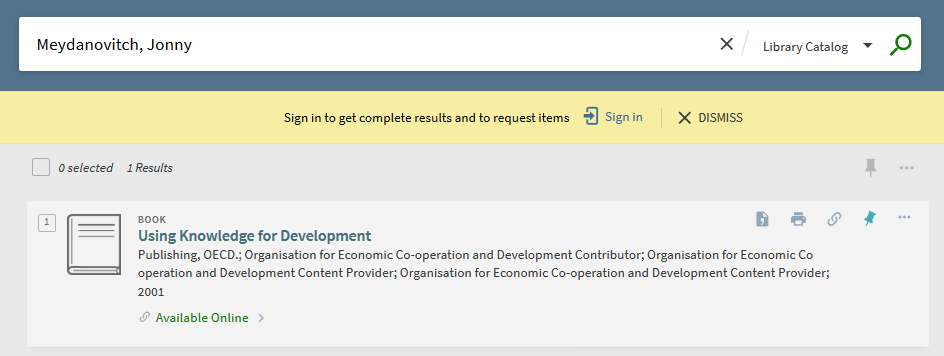 Meydanovitch, Jonny
Library Catalog
Sign in to get complete results and to request items Sign in DISMISS
0 selected 1 Results
1
BOOK
Using Knowledge for Development
Publishing, OECD.; Organisation for Economic Co-operation and Development Contributor; Organisation for Economic Co
operation and Development Content Provider; Organisation for Economic Co-operation and Development Content Provider;
2001
Available Online